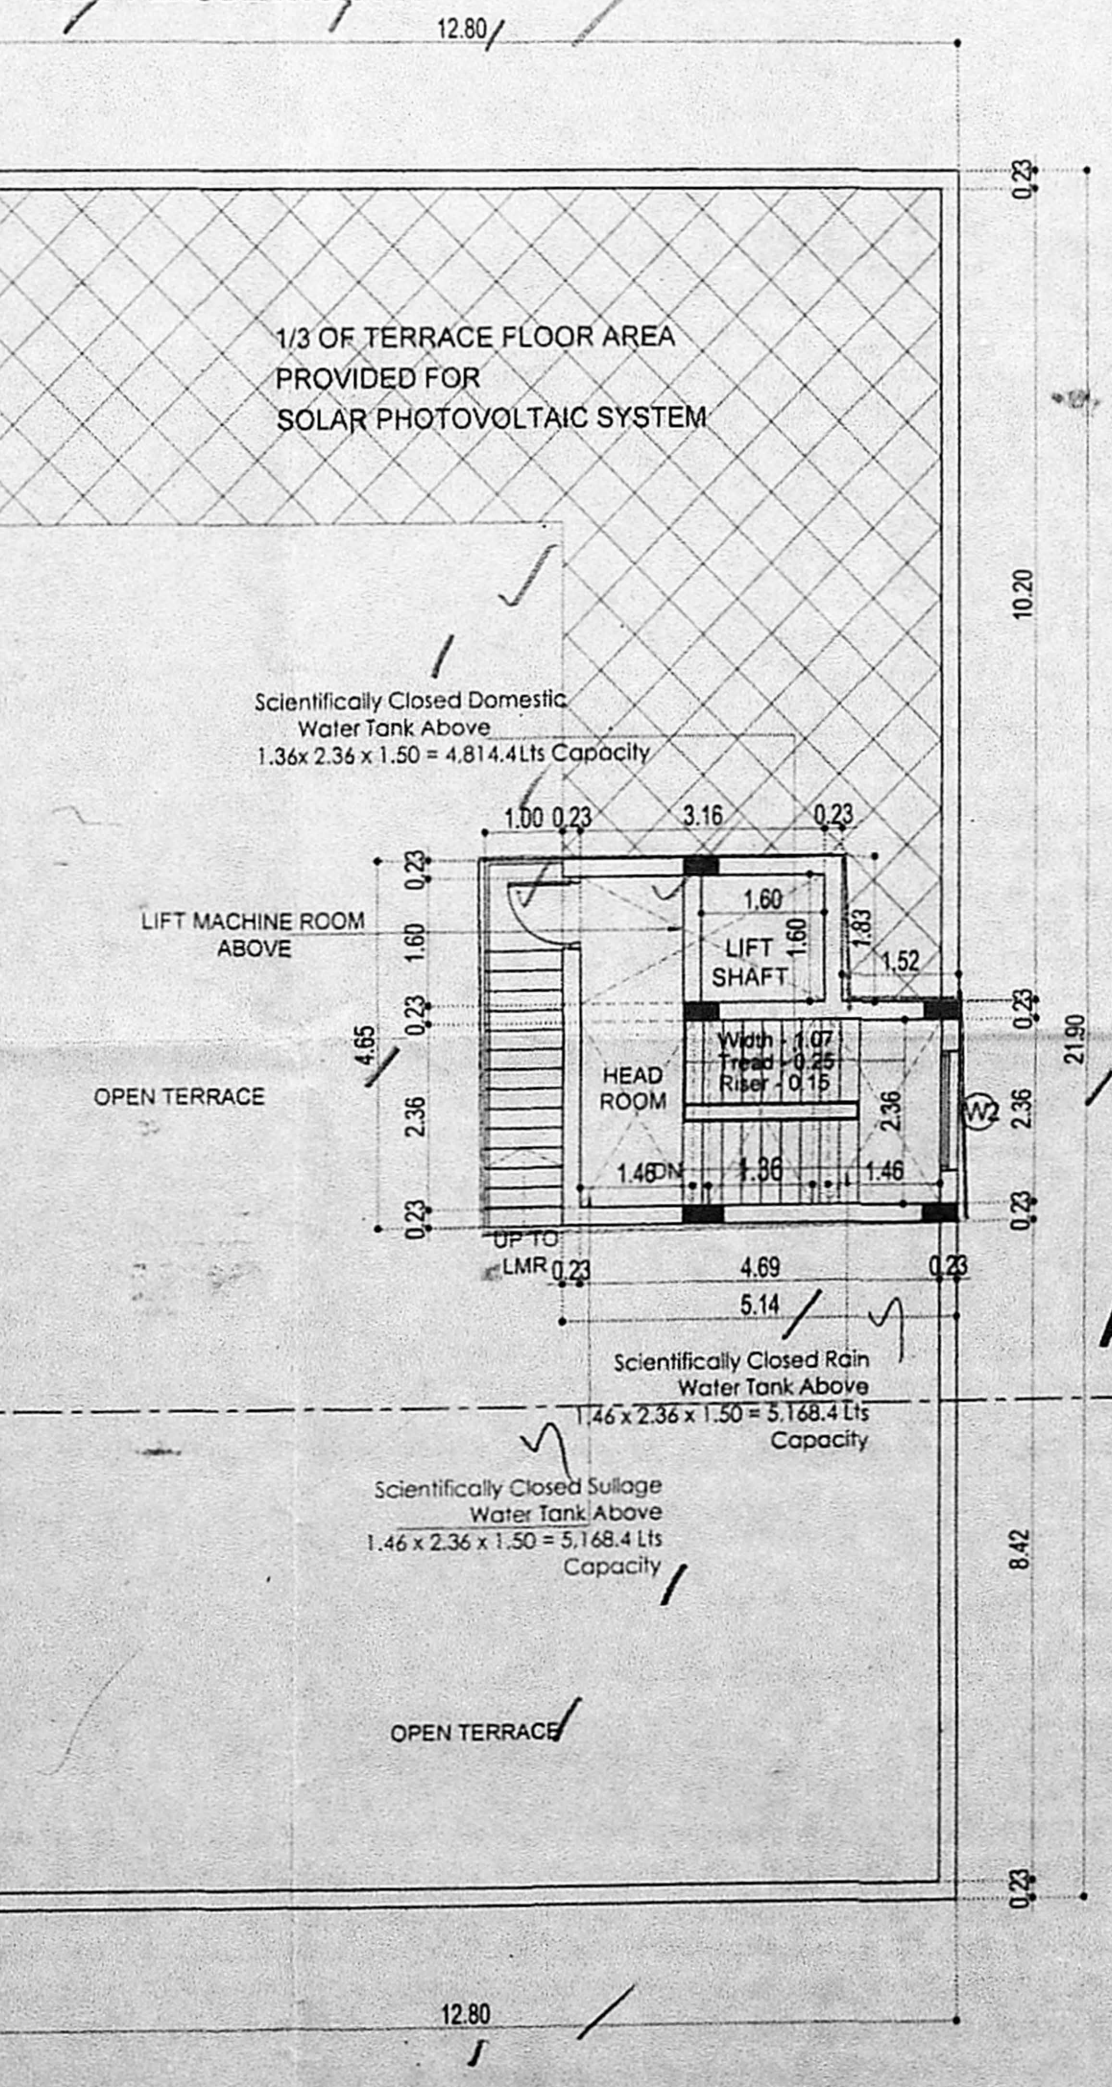 12.80
0.23
1/3 OF TERRACE FLOOR AREA
PROVIDED FOR
SOLAR PHOTOVOLTAIC SYSTEM
10.20
Scientifically Closed Domestic
Water Tank Above
1.36x 2.36 x 1.50 = 4,814.4Lts Capacity
1.00 0.23 3.16 0.23
0.23
LIFT MACHINE ROOM
ABOVE
1.60
1.60
1.60
1.83
LIFT
SHAFT
1.52
0.23
0.23
4.65
21.90
Width - 1.07
Tread - 0.25
Riser - 0.15
HEAD
ROOM
OPEN TERRACE
2.36
2.36
W2
2.36
1.46
DN
1.36
1.46
0.23
0.23
UP TO
LMR
0.23 4.69 0.23
5.14
Scientifically Closed Rain
Water Tank Above
1.46 x 2.36 x 1.50 = 5,168.4 Lts
Capacity
Scientifically Closed Sullage
Water Tank Above
1.46 x 2.36 x 1.50 = 5,168.4 Lts
Capacity
8.42
OPEN TERRACE
0.23
12.80